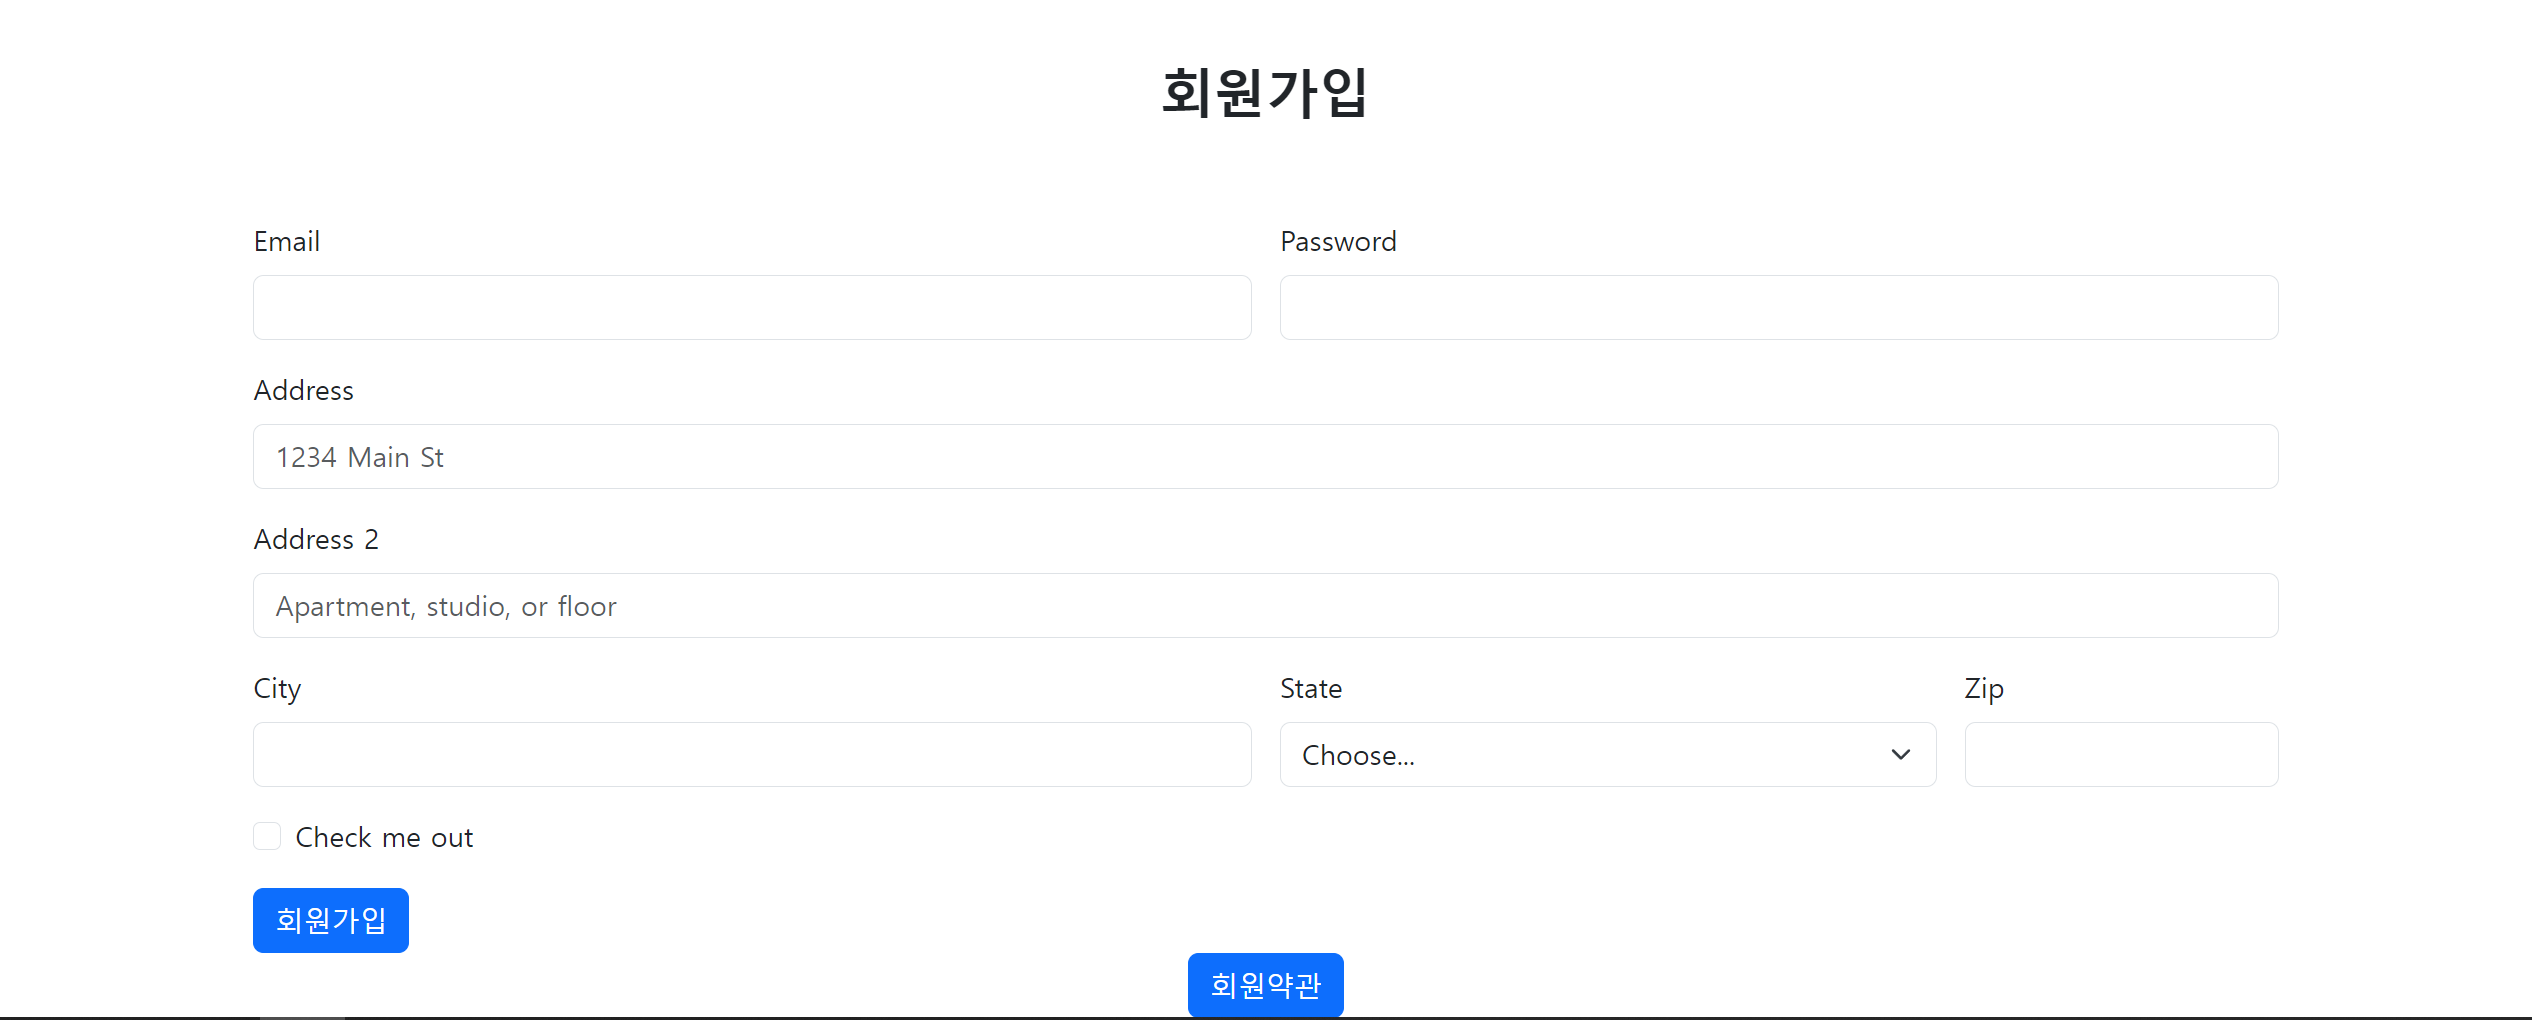 회원가입
Email Password
Address
1234 Main St
Address 2
Apartment, studio, or floor
City State Zip
Choose...
Check me out
회원가입
회원약관